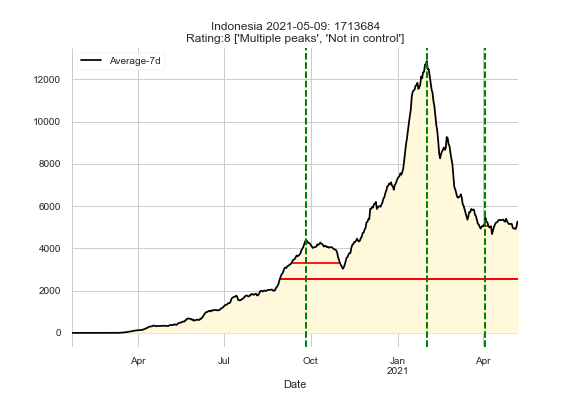 Indonesia 2021-05-09: 1713684
Rating:8 ['Multiple peaks', 'Not in control']
Average-7d
12000
10000
8000
6000
4000
2000
0
Apr Jul Oct Jan Apr
2021
Date